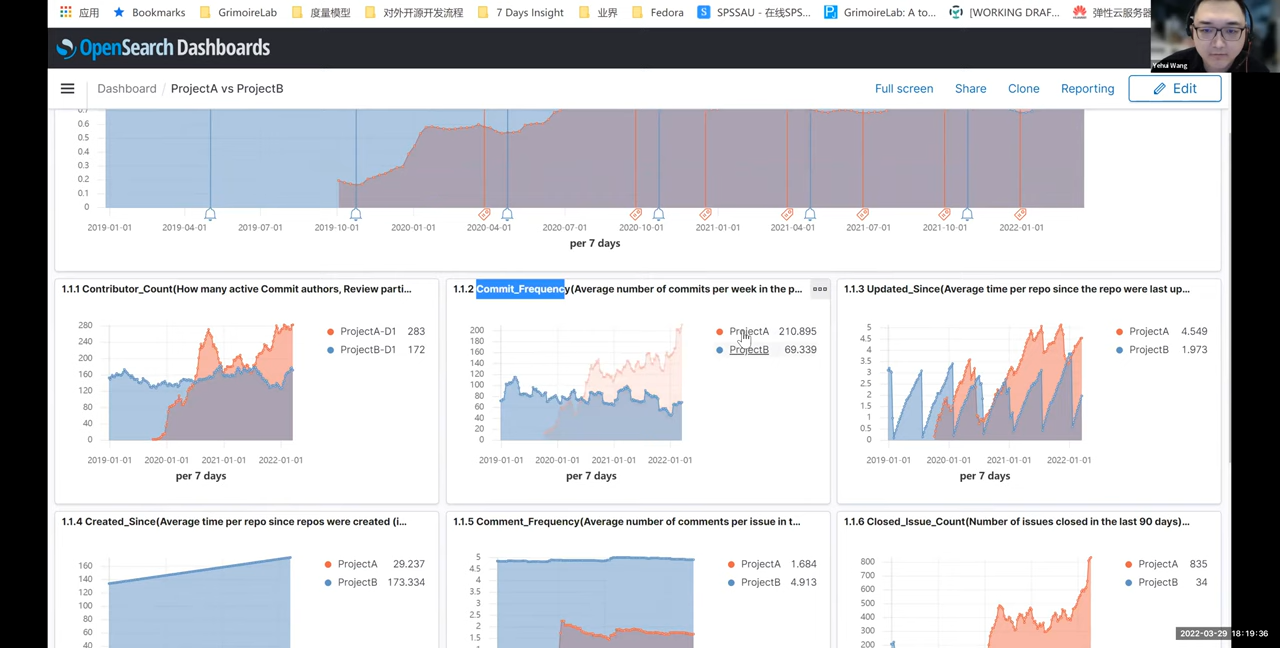 应用 Bookmarks GrimoireLab 度量模型 对外开源开发流程 7 Days Insight 业界 Fedora SPSSAU - 在线SPS... GrimoireLab: A to... [WORKING DRAF... 弹性云服务器
Yehui Wang
OpenSearch Dashboards
Dashboard / ProjectA vs ProjectB Full screen Share Clone Reporting Edit
0.7
0.6
0.5
0.4
0.3
0.2
0.1
0
2019-01-01 2019-04-01 2019-07-01 2019-10-01 2020-01-01 2020-04-01 2020-07-01 2020-10-01 2021-01-01 2021-04-01 2021-07-01 2021-10-01 2022-01-01
per 7 days
1.1.1 Contributor_Count(How many active Commit authors, Review parti...
280
240
200
160
120
80
40
0
ProjectA-D1 283
ProjectB-D1 172
2019-01-01 2020-01-01 2021-01-01 2022-01-01
per 7 days
1.1.2 Commit_Frequency(Average number of commits per week in the p...
200
180
160
140
120
100
80
60
40
20
0
ProjectA 210.895
ProjectB 69.339
2019-01-01 2020-01-01 2021-01-01 2022-01-01
per 7 days
1.1.3 Updated_Since(Average time per repo since the repo were last up...
5
4.5
4
3.5
3
2.5
2
1.5
1
0.5
0
ProjectA 4.549
ProjectB 1.973
2019-01-01 2020-01-01 2021-01-01 2022-01-01
per 7 days
1.1.4 Created_Since(Average time per repo since repos were created (i...
160
140
120
100
80
60
40
ProjectA 29.237
ProjectB 173.334
1.1.5 Comment_Frequency(Average number of comments per issue in t...
5
4.5
4
3.5
3
2.5
2
1.5
ProjectA 1.684
ProjectB 4.913
1.1.6 Closed_Issue_Count(Number of issues closed in the last 90 days)...
800
700
600
500
400
300
200
ProjectA 835
ProjectB 34
2022-03-29 18:19:36